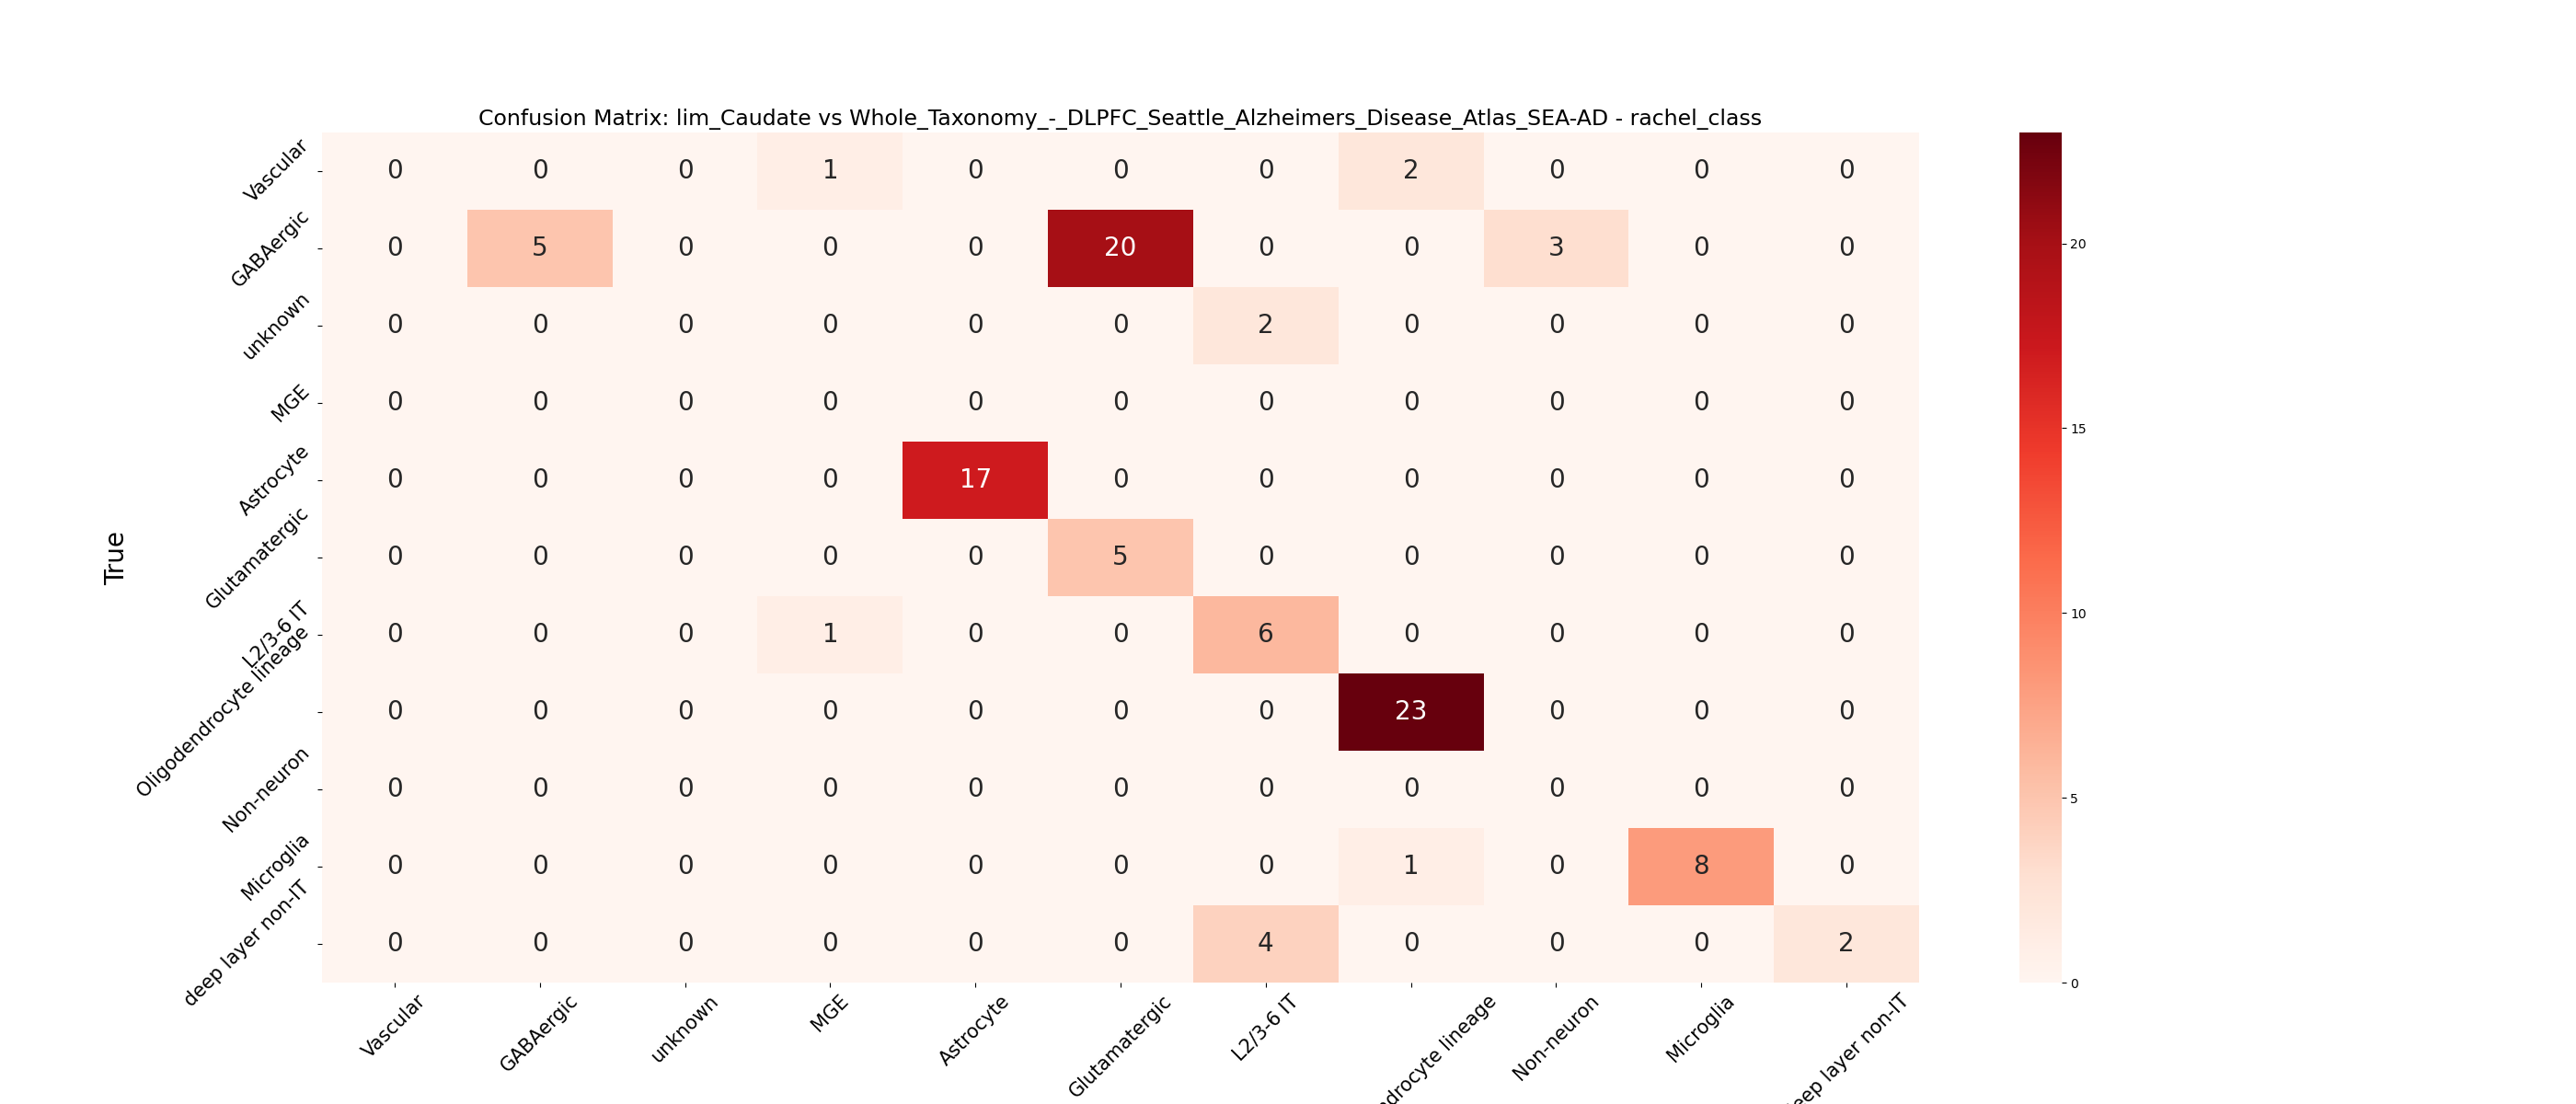 Confusion Matrix: lim_Caudate vs Whole_Taxonomy_-_DLPFC_Seattle_Alzheimers_Disease_Atlas_SEA-AD - rachel_class
True
Vascular 0 0 0 1 0 0 0 2 0 0 0
GABAergic 0 5 0 0 0 20 0 0 3 0 0
unknown 0 0 0 0 0 0 2 0 0 0 0
MGE 0 0 0 0 0 0 0 0 0 0 0
Astrocyte 0 0 0 0 17 0 0 0 0 0 0
Glutamatergic 0 0 0 0 0 5 0 0 0 0 0
L2/3-6 IT 0 0 0 1 0 0 6 0 0 0 0
Oligodendrocyte lineage 0 0 0 0 0 0 0 23 0 0 0
Non-neuron 0 0 0 0 0 0 0 0 0 0 0
Microglia 0 0 0 0 0 0 0 1 0 8 0
deep layer non-IT 0 0 0 0 0 0 4 0 0 0 2
Vascular GABAergic unknown MGE Astrocyte Glutamatergic L2/3-6 IT lineage Non-neuron Microglia layer non-IT
20
15
10
5
0